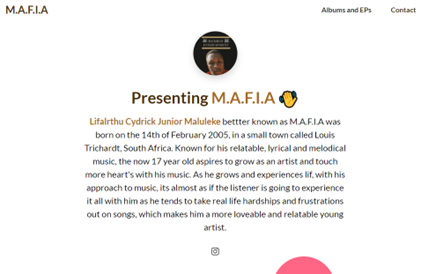 M.A.F.I.A
Albums and EPs
Contact
Presenting M.A.F.I.A 👋
Lifalrthu Cydrick Junior Maluleke bettter known as M.A.F.I.A was
born on the 14th of February 2005, in a small town called Louis
Trichardt, South Africa. Known for his relatable, lyrical and melodical
music, the now 17 year old aspires to grow as an artist and touch
more heart's with his music. As he grows and experiences lif, with his
approach to music, its almost as if the listener is going to experience
it all with him as he tends to take real life hardships and frustrations
out on songs, which makes him a more loveable and relatable young
artist.